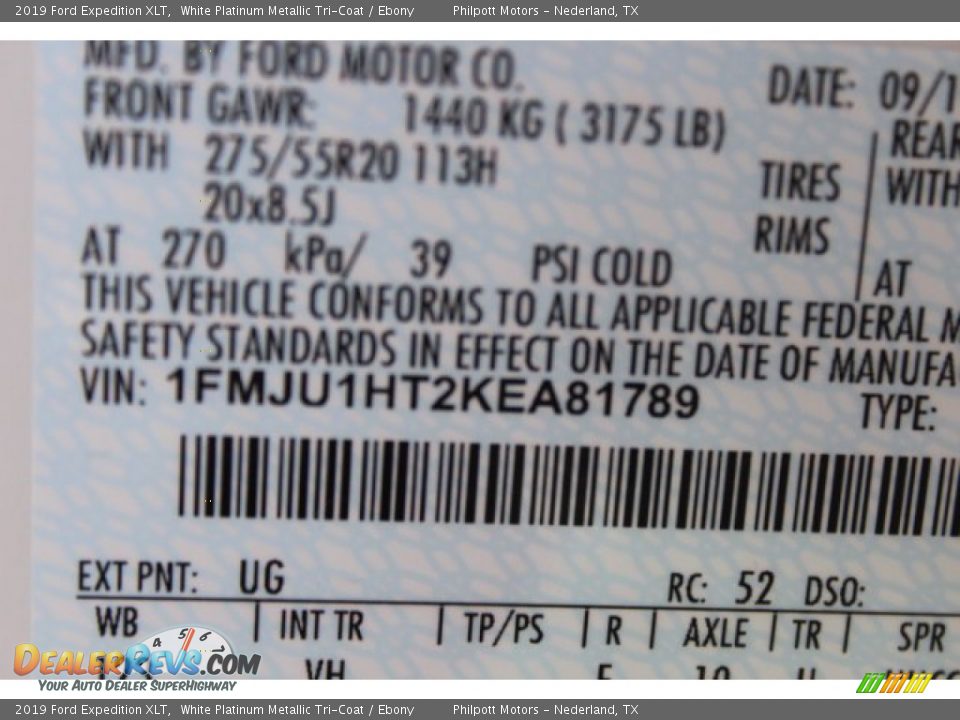 2019 Ford Expedition XLT, White Platinum Metallic Tri-Coat / Ebony Philpott Motors - Nederland, TX
MFD. BY FORD MOTOR CO.
DATE: 09/1
FRONT GAWR: 1440 KG ( 3175 LB)
REAR
WITH 275/55R20 113H TIRES
WITH
20x8.5J RIMS
AT 270 kPa/ 39 PSI COLD
AT
THIS VEHICLE CONFORMS TO ALL APPLICABLE FEDERAL M
SAFETY STANDARDS IN EFFECT ON THE DATE OF MANUFA
VIN: 1FMJU1HT2KEA81789
TYPE:
EXT PNT: UG RC: 52 DSO:
WB INT TR TP/PS R AXLE TR SPR
VH
4 5 6
DEALERREVS.COM
YOUR AUTO DEALER SUPERHIGHWAY
2019 Ford Expedition XLT, White Platinum Metallic Tri-Coat / Ebony Philpott Motors - Nederland, TX